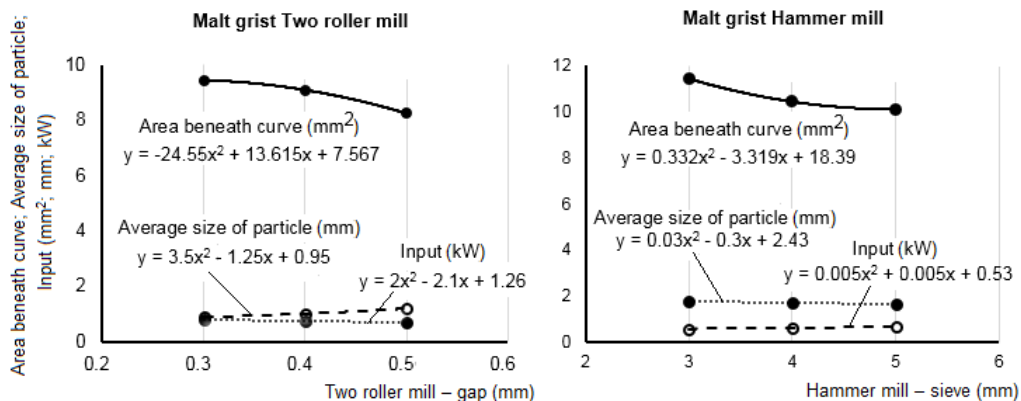 Area beneath curve; Average size of particle;
Input (mm²; mm; kW)
Malt grist Two roller mill
10
8
6
4
2
0
Area beneath curve (mm²)
y = -24.55x² + 13.615x + 7.567
Average size of particle (mm)
y = 3.5x² - 1.25x + 0.95
Input (kW)
y = 2x² - 2.1x + 1.26
0.2
0.3
0.4
0.5
0.6
Two roller mill – gap (mm)
Malt grist Hammer mill
12
10
8
6
4
2
0
Area beneath curve (mm²)
y = 0.332x² - 3.319x + 18.39
Average size of particle (mm)
y = 0.03x² - 0.3x + 2.43
Input (kW)
y = 0.005x² + 0.005x + 0.53
2
3
4
5
6
Hammer mill – sieve (mm)